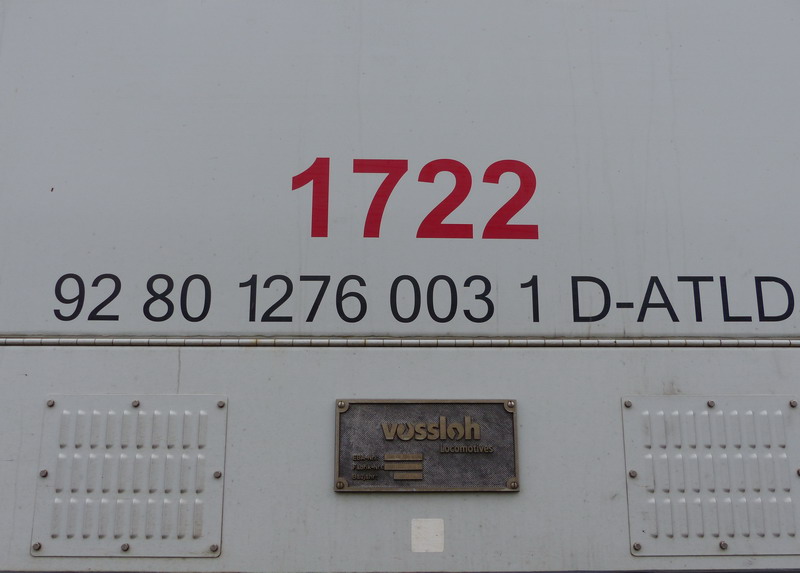 1722
92 80 1276 003 1 D-ATLD
vossloh
locomotives